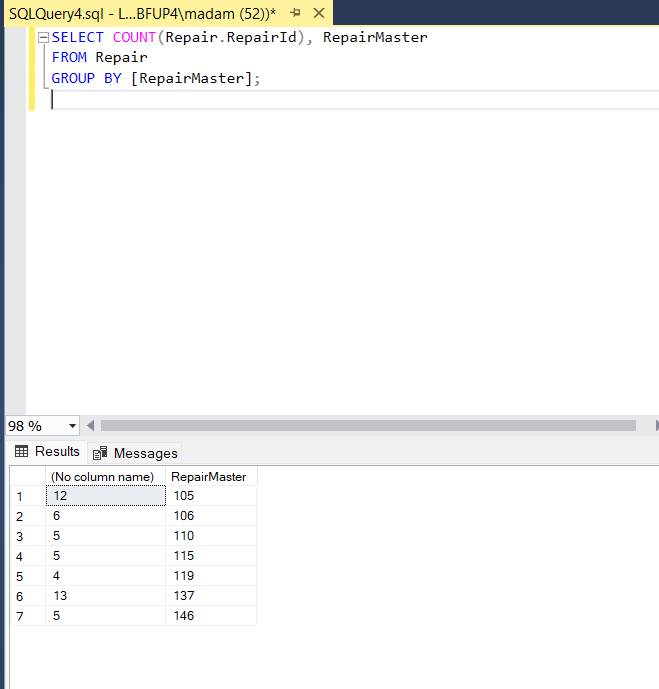 SQLQuery4.sql - L...BFUP4\madam (52))*
SELECT COUNT(Repair.RepairId), RepairMaster
FROM Repair
GROUP BY [RepairMaster];
98 %
Results Messages
(No column name) RepairMaster
1 12 105
2 6 106
3 5 110
4 5 115
5 4 119
6 13 137
7 5 146